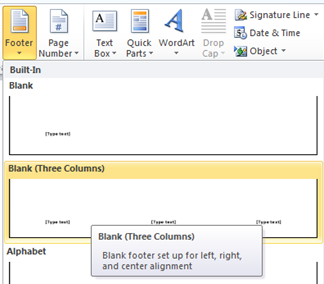 Footer
Page Number
Text Box
Quick Parts
WordArt
Drop Cap
Signature Line
Date & Time
Object
Built-In
Blank
[Type text]
Blank (Three Columns)
[Type text] [Type text] [Type text]
Blank (Three Columns)
Blank footer set up for left, right,
and center alignment
Alphabet